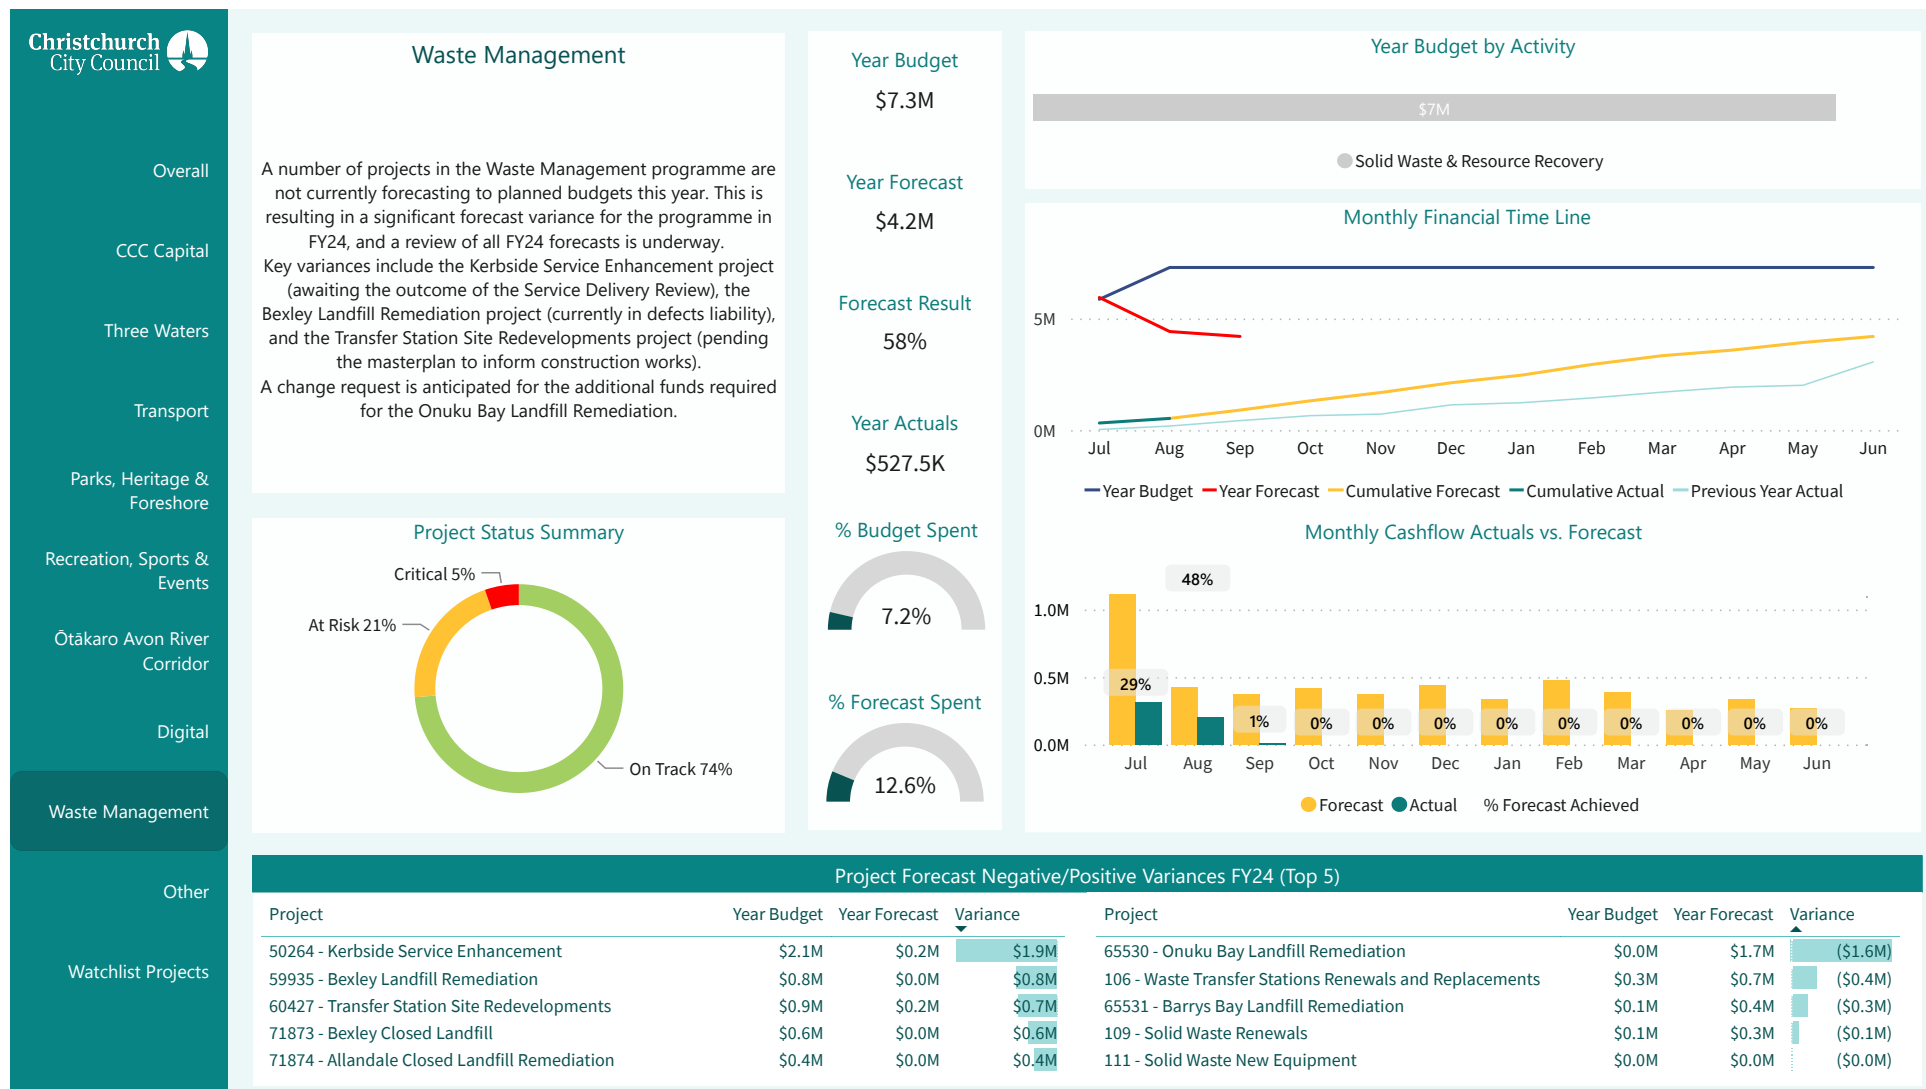 Christchurch
City Council
Overall
CCC Capital
Three Waters
Transport
Parks, Heritage &
Foreshore
Recreation, Sports &
Events
Ōtākaro Avon River
Corridor
Digital
Waste Management
Other
Watchlist Projects
Waste Management
A number of projects in the Waste Management programme are
not currently forecasting to planned budgets this year. This is
resulting in a significant forecast variance for the programme in
FY24, and a review of all FY24 forecasts is underway.
Key variances include the Kerbside Service Enhancement project
(awaiting the outcome of the Service Delivery Review), the
Bexley Landfill Remediation project (currently in defects liability),
and the Transfer Station Site Redevelopments project (pending
the masterplan to inform construction works).
A change request is anticipated for the additional funds required
for the Onuku Bay Landfill Remediation.
Project Status Summary
Critical 5%
At Risk 21%
On Track 74%
Year Budget
$7.3M
Year Forecast
$4.2M
Forecast Result
58%
Year Actuals
$527.5K
% Budget Spent
7.2%
% Forecast Spent
12.6%
Year Budget by Activity
$7M
Solid Waste & Resource Recovery
Monthly Financial Time Line
5M
0M
Jul Aug Sep Oct Nov Dec Jan Feb Mar Apr May Jun
Year Budget Year Forecast Cumulative Forecast Cumulative Actual Previous Year Actual
Monthly Cashflow Actuals vs. Forecast
48%
1.0M
0.5M
29%
1% 0% 0% 0% 0% 0% 0% 0% 0% 0%
0.0M
Jul Aug Sep Oct Nov Dec Jan Feb Mar Apr May Jun
Forecast Actual % Forecast Achieved
Project Forecast Negative/Positive Variances FY24 (Top 5)
Project Year Budget Year Forecast Variance
50264 - Kerbside Service Enhancement $2.1M $0.2M $1.9M
59935 - Bexley Landfill Remediation $0.8M $0.0M $0.8M
60427 - Transfer Station Site Redevelopments $0.9M $0.2M $0.7M
71873 - Bexley Closed Landfill $0.6M $0.0M $0.6M
71874 - Allandale Closed Landfill Remediation $0.4M $0.0M $0.4M
Project Year Budget Year Forecast Variance
65530 - Onuku Bay Landfill Remediation $0.0M $1.7M ($1.6M)
106 - Waste Transfer Stations Renewals and Replacements $0.3M $0.7M ($0.4M)
65531 - Barrys Bay Landfill Remediation $0.1M $0.4M ($0.3M)
109 - Solid Waste Renewals $0.1M $0.3M ($0.1M)
111 - Solid Waste New Equipment $0.0M $0.0M ($0.0M)